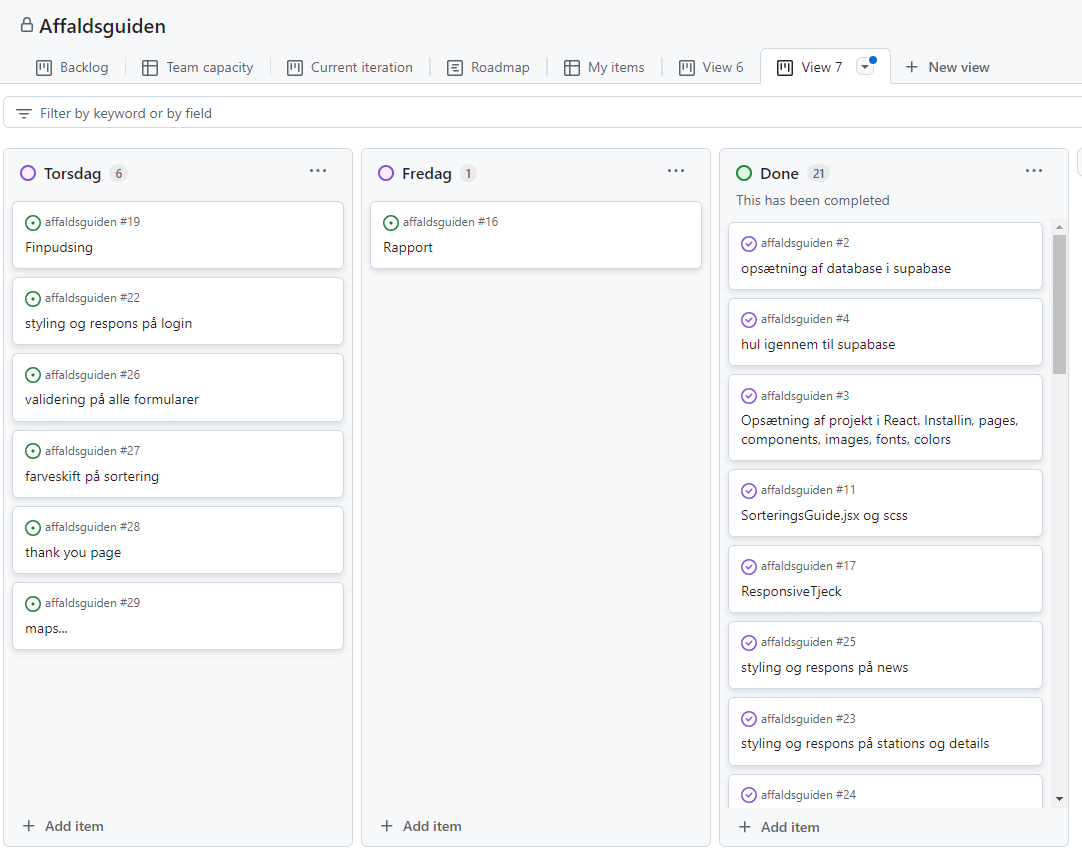 Affaldsguiden
Backlog
Team capacity
Current iteration
Roadmap
My items
View 6
View 7
New view
Filter by keyword or by field
Torsdag 6
affaldsguiden #19
Finpudsing
affaldsguiden #22
styling og respons på login
affaldsguiden #26
validering på alle formularer
affaldsguiden #27
farveskift på sortering
affaldsguiden #28
thank you page
affaldsguiden #29
maps...
Add item
Fredag 1
affaldsguiden #16
Rapport
Add item
Done 21
This has been completed
affaldsguiden #2
opsætning af database i supabase
affaldsguiden #4
hul igennem til supabase
affaldsguiden #3
Opsætning af projekt i React. Installin, pages,
components, images, fonts, colors
affaldsguiden #11
SorteringsGuide.jsx og scss
affaldsguiden #17
ResponsiveTjeck
affaldsguiden #25
styling og respons på news
affaldsguiden #23
styling og respons på stations og details
affaldsguiden #24
Add item